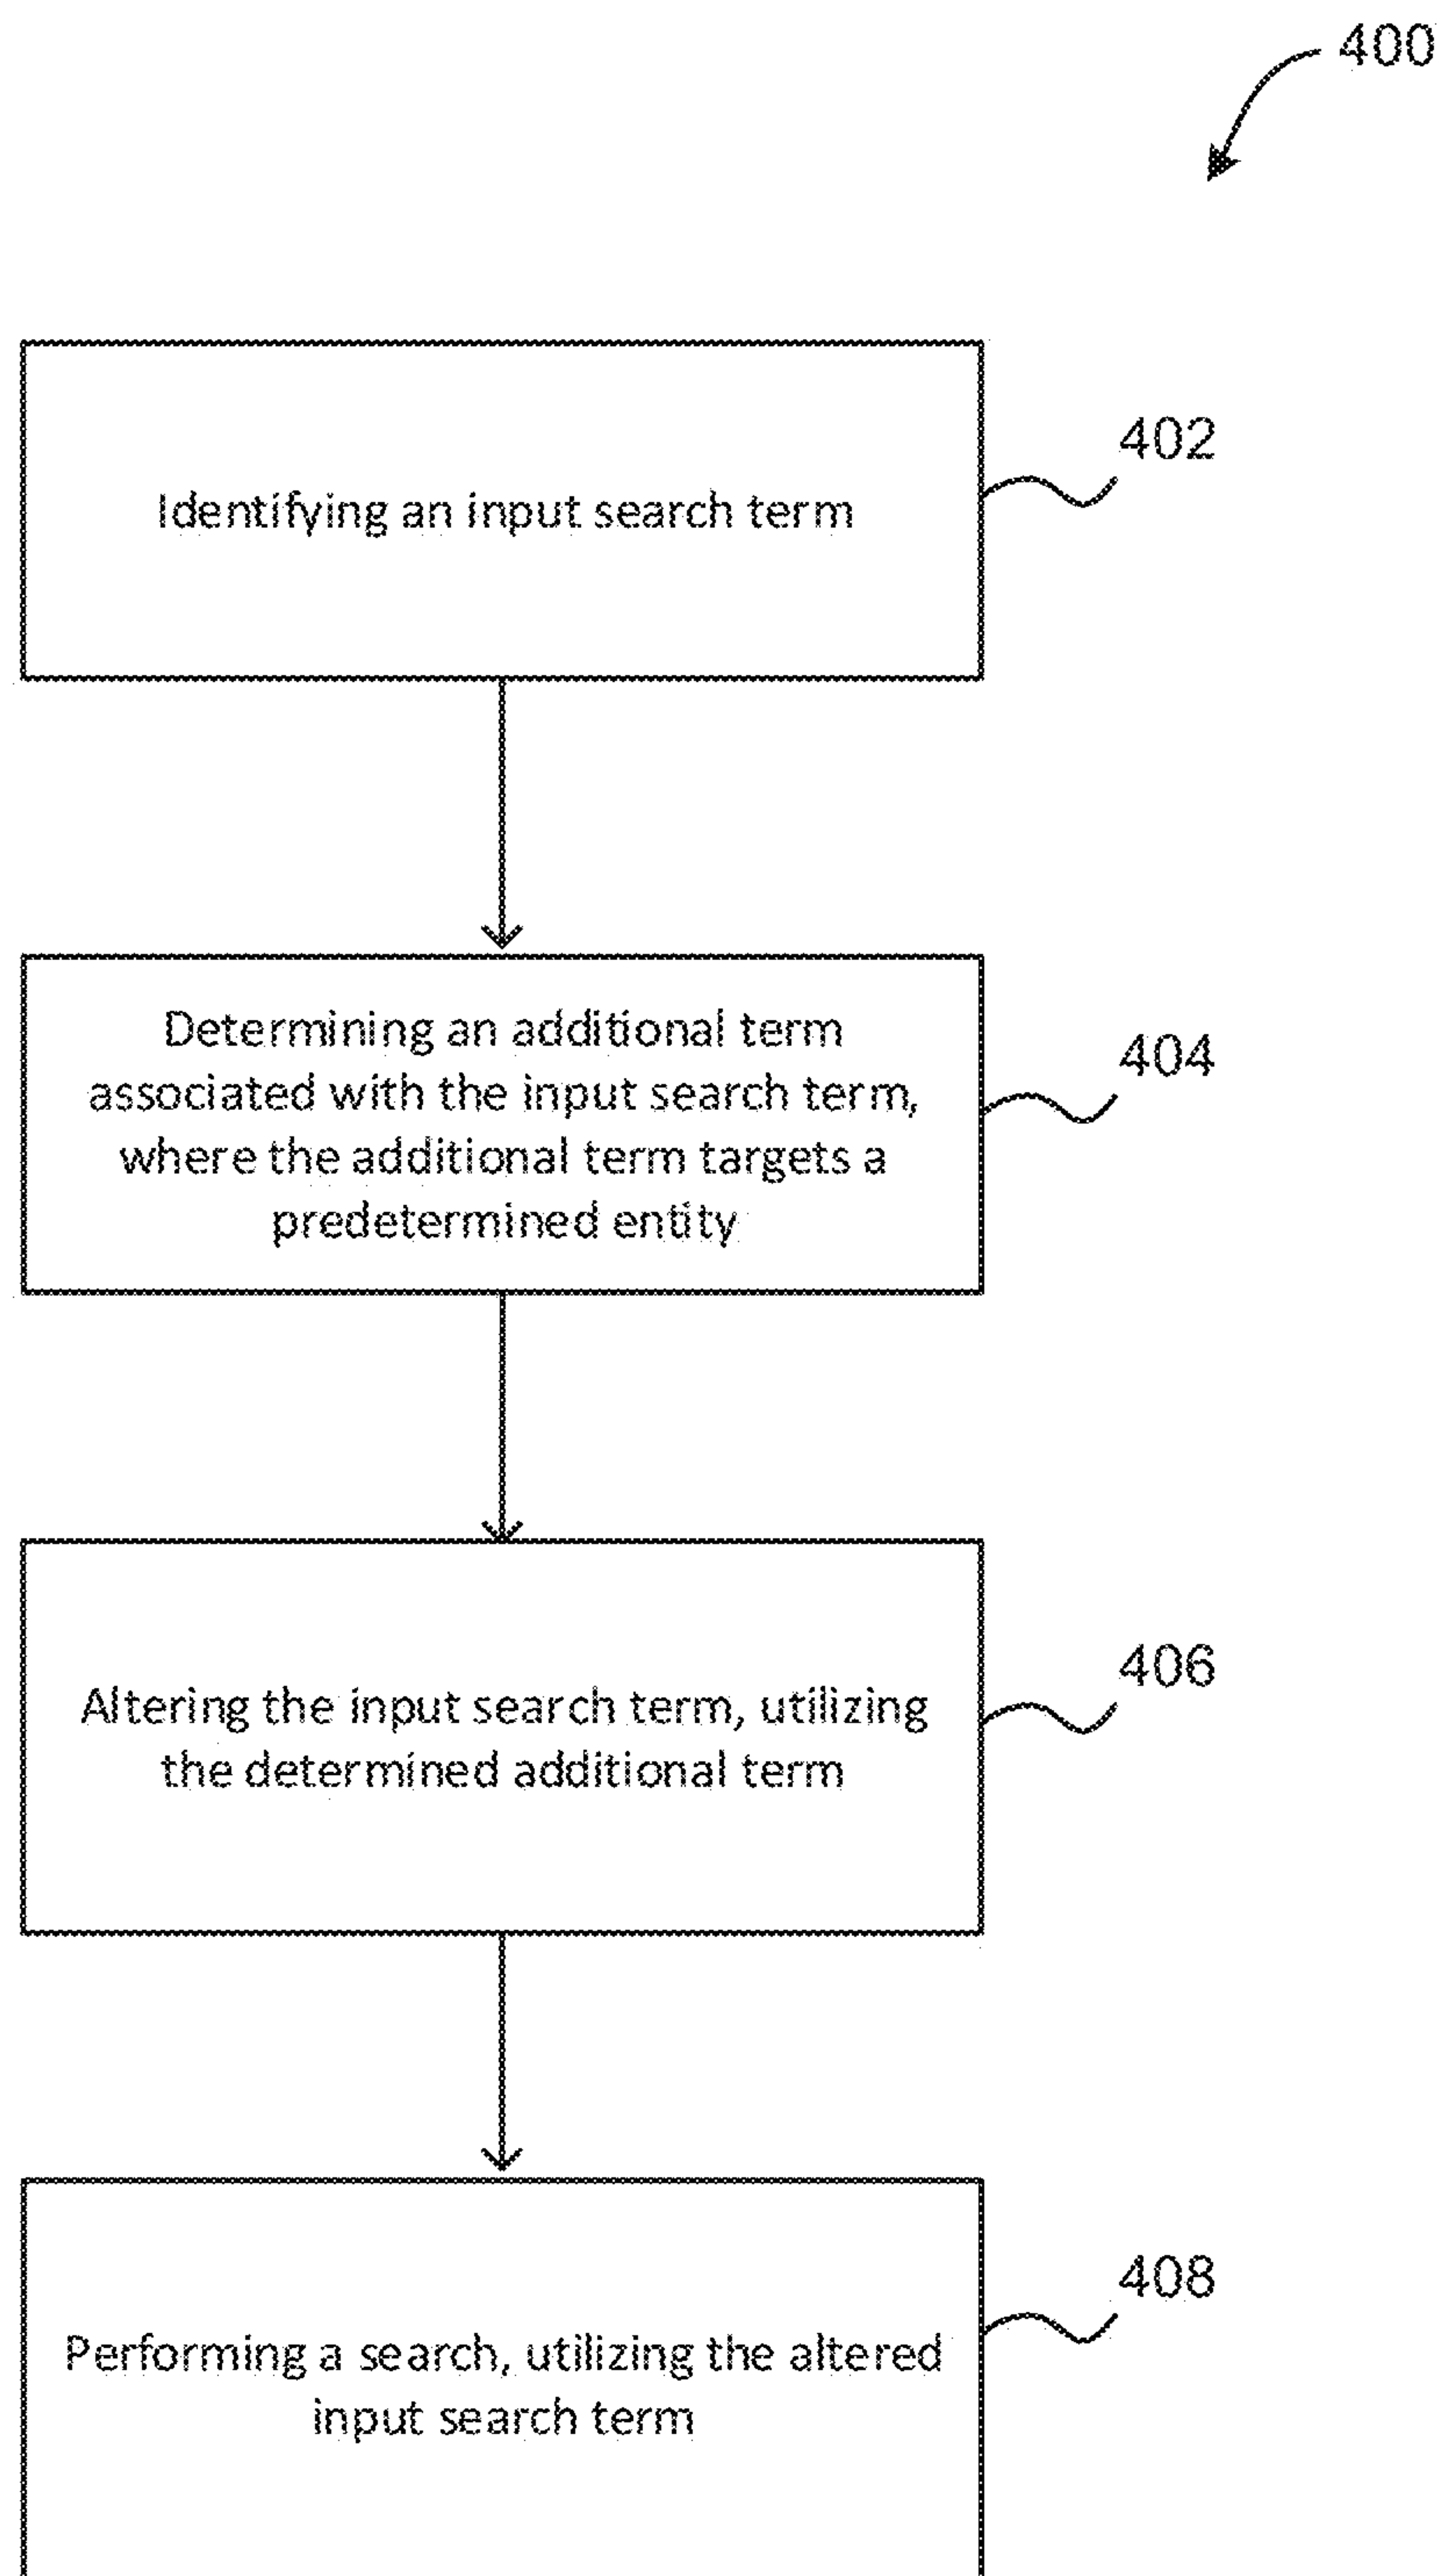 400
Identifying an input search term
402
Determining an additional term
associated with the input search term,
where the additional term targets a
predetermined entity
404
Altering the input search term, utilizing
the determined additional term
406
Performing a search, utilizing the altered
input search term
408